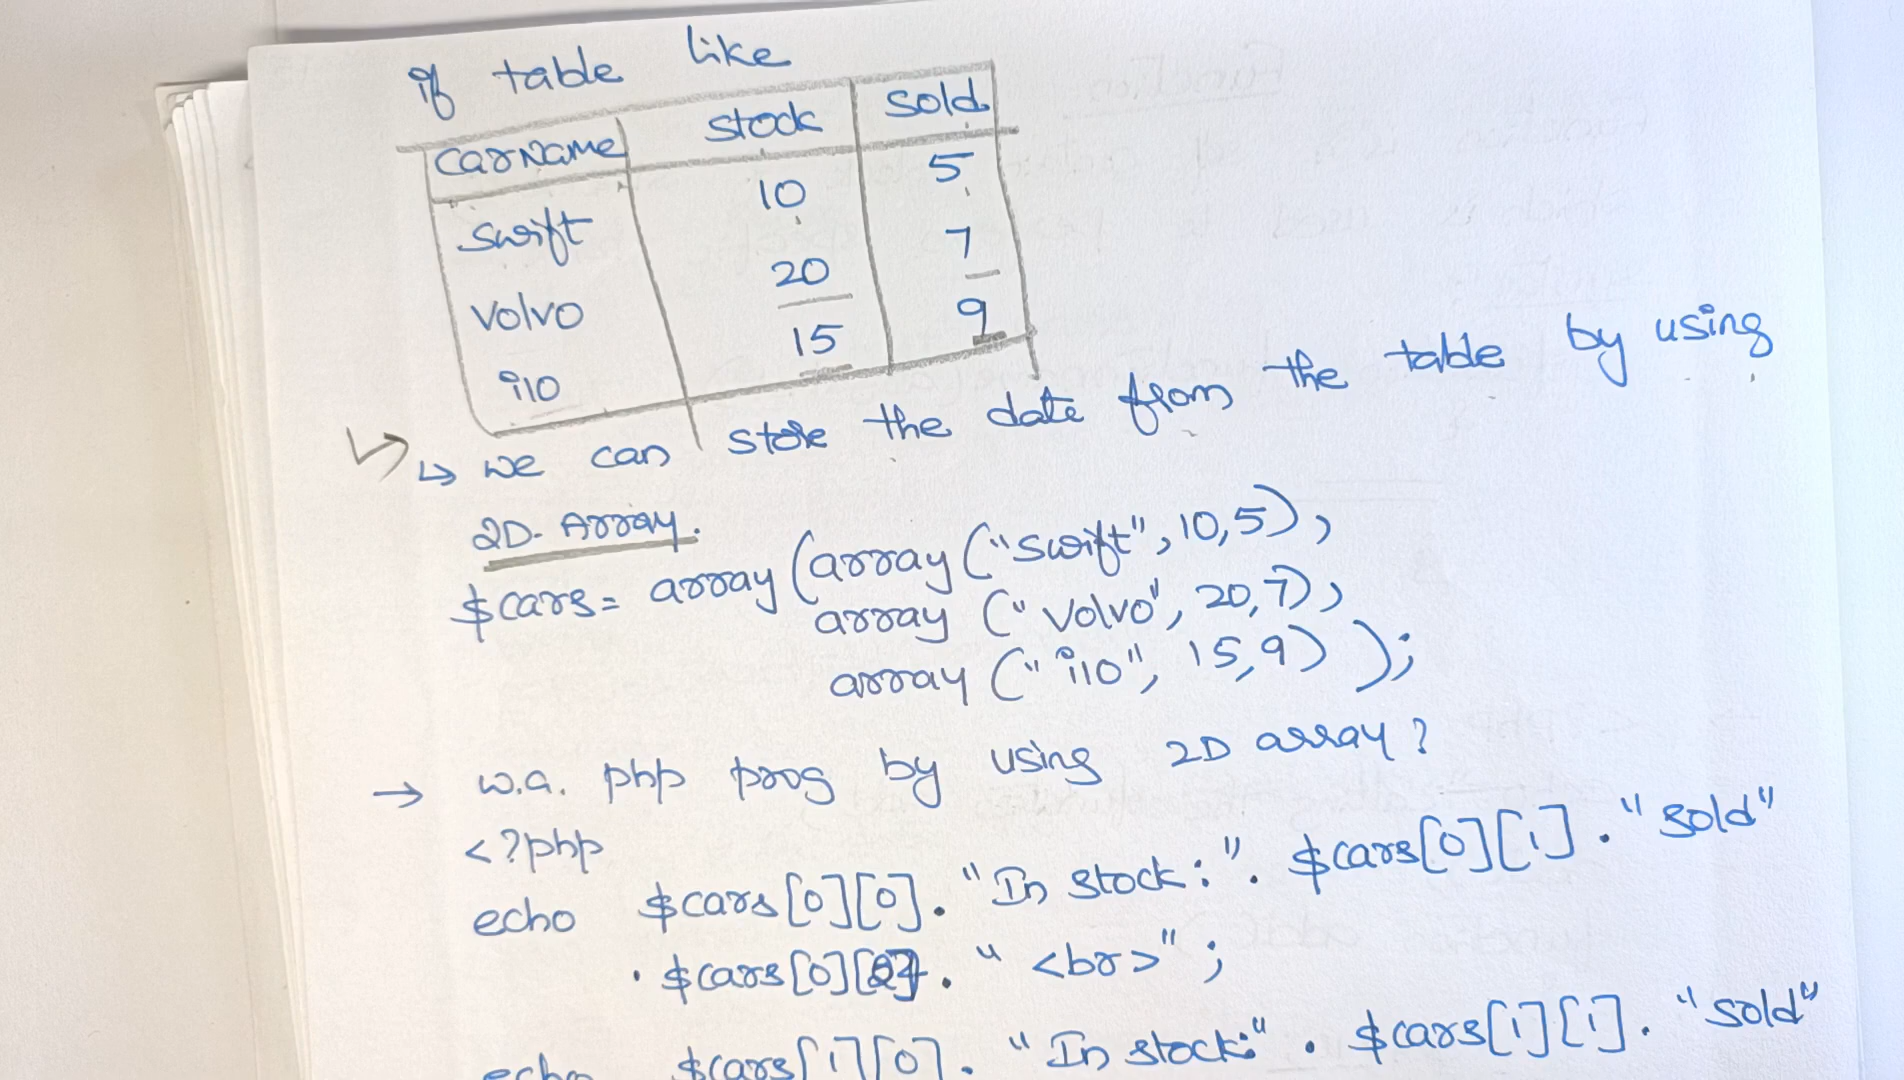 if table like
carName stock sold
swift 10 5
volvo 20 7
i10 15 9
↳ we can store the date from the table by using
2D- Array.
$cars= array (array ("swift", 10,5),
array ("volvo", 20,7),
array ("i10", 15,9) );
→ w.a. php prog by using 2D array?
<?php
echo $cars[0][0]. "In stock:". $cars[0][1]. "sold"
. $cars[0][2]. "<br>";
echo $cars[1][0]. "In stock:" . $cars[1][1]. "sold"